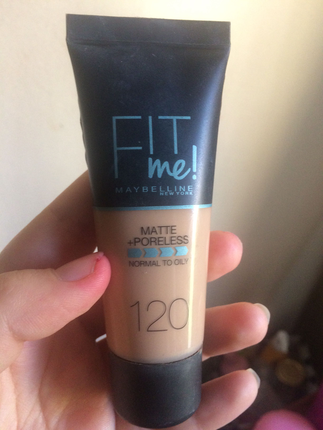 FIT
me!
MAYBELLINE
NEW YORK
MATTE
+PORELESS
NORMAL TO OILY
120